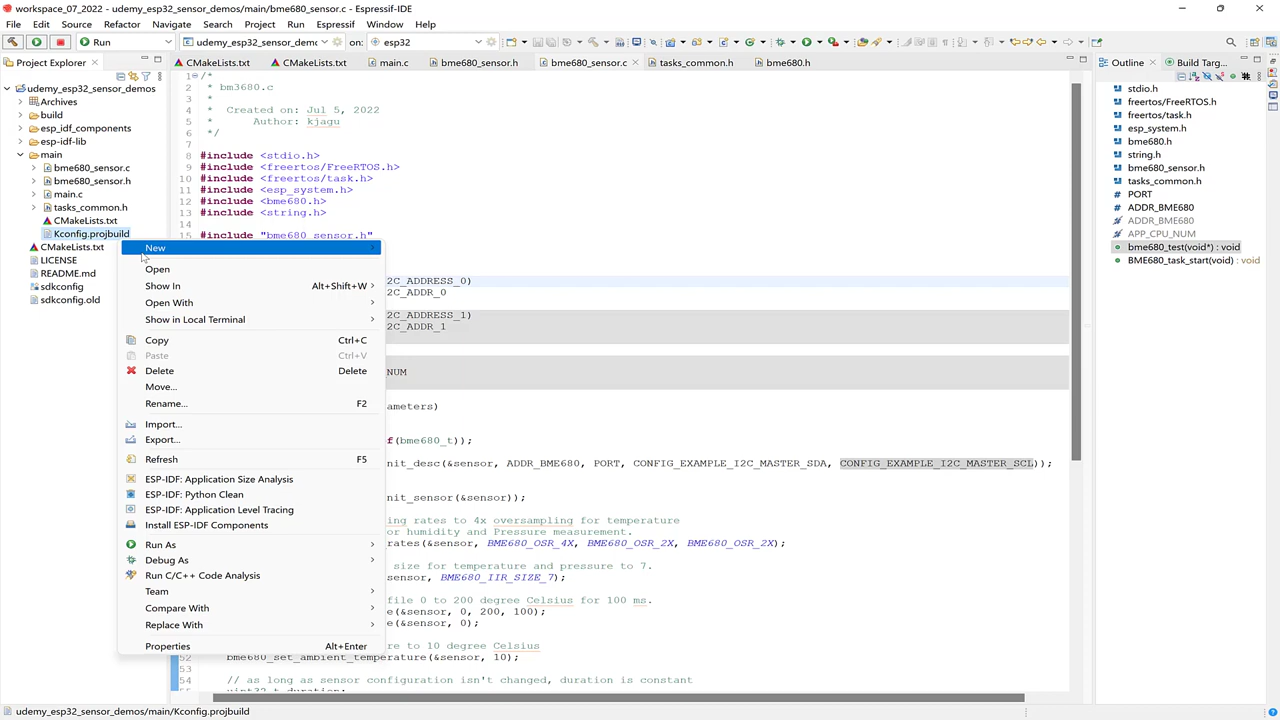 workspace_07_2022 - udemy_esp32_sensor_demos/main/bme680_sensor.c - Espressif-IDE
File Edit Source Refactor Navigate Search Project Run Espressif Window Help
Run udemy_esp32_sensor_demo on: esp32
Project Explorer
udemy_esp32_sensor_demos
Archives
build
esp_idf_components
esp-idf-lib
main
bme680_sensor.c
bme680_sensor.h
main.c
tasks_common.h
CMakeLists.txt
Kconfig.projbuild
CMakeLists.txt
LICENSE
README.md
sdkconfig
sdkconfig.old
New
Open
Show In Alt+Shift+W
Open With
Show in Local Terminal
Copy Ctrl+C
Paste Ctrl+V
Delete Delete
Move...
Rename... F2
Import...
Export...
Refresh F5
ESP-IDF: Application Size Analysis
ESP-IDF: Python Clean
ESP-IDF: Application Level Tracing
Install ESP-IDF Components
Run As
Debug As
Run C/C++ Code Analysis
Team
Compare With
Replace With
Properties Alt+Enter
CMakeLists.txt CMakeLists.txt main.c bme680_sensor.h bme680_sensor.c tasks_common.h bme680.h
1 /*
2 * bm3680.c
3 *
4 * Created on: Jul 5, 2022
5 * Author: kjagu
6 */
7
8 #include <stdio.h>
9 #include <freertos/FreeRTOS.h>
10 #include <freertos/task.h>
11 #include <esp_system.h>
12 #include <bme680.h>
13 #include <string.h>
14
15 #include "bme680_sensor.h"
2C_ADDRESS_0)
2C_ADDR_0
2C_ADDRESS_1)
2C_ADDR_1
NUM
ameters)
f(bme680_t));
nit_desc(&sensor, ADDR_BME680, PORT, CONFIG_EXAMPLE_I2C_MASTER_SDA, CONFIG_EXAMPLE_I2C_MASTER_SCL));
nit_sensor(&sensor));
ing rates to 4x oversampling for temperature
or humidity and Pressure measurement.
rates(&sensor, BME680_OSR_4X, BME680_OSR_2X, BME680_OSR_2X);
size for temperature and pressure to 7.
sensor, BME680_IIR_SIZE_7);
file 0 to 200 degree Celsius for 100 ms.
e(&sensor, 0, 200, 100);
e(&sensor, 0);
re to 10 degree Celsius
52 bme680_set_ambient_temperature(&sensor, 10);
53
54 // as long as sensor configuration isn't changed, duration is constant
55 uint32_t duration;
Outline Build Targ...
stdio.h
freertos/FreeRTOS.h
freertos/task.h
esp_system.h
bme680.h
string.h
bme680_sensor.h
tasks_common.h
PORT
ADDR_BME680
ADDR_BME680
APP_CPU_NUM
bme680_test(void*) : void
BME680_task_start(void) : void
udemy_esp32_sensor_demos/main/Kconfig.projbuild